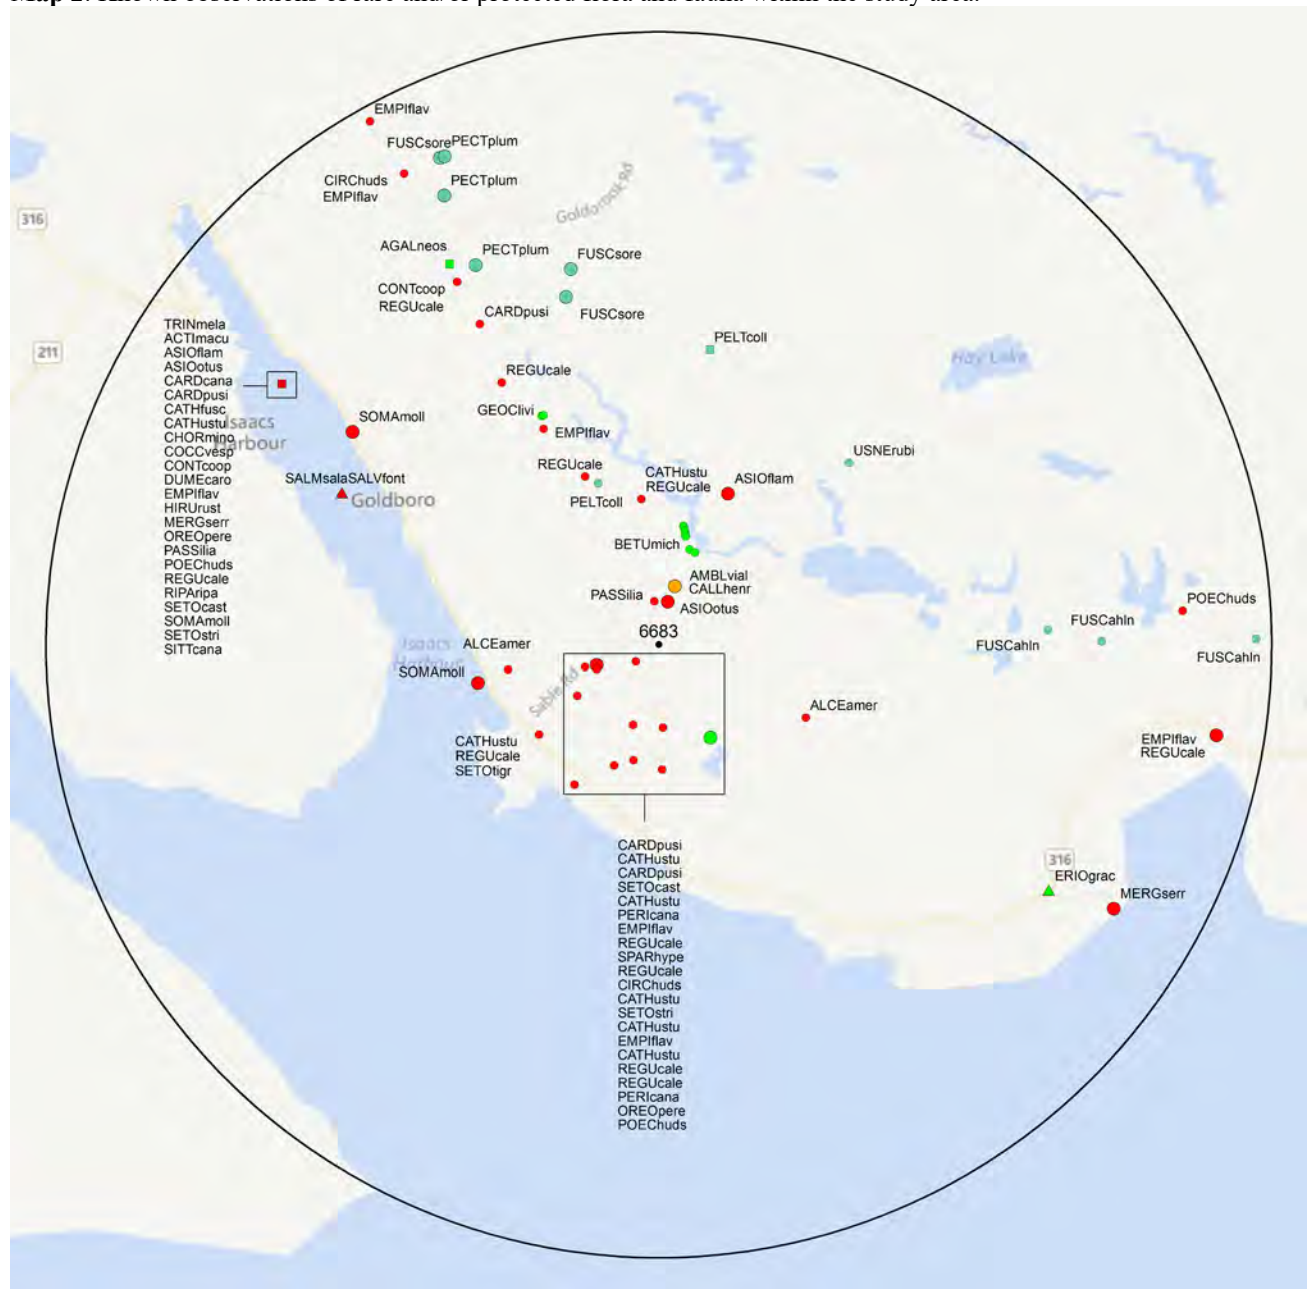 EMPIflav
FUSCsore PECTplum
CIRChuds
EMPIflav
PECTplum
Goldbrook Rd
316
AGALneos
PECTplum
FUSCsore
CONTcoop
REGUcale
CARDpusi
FUSCsore
PELTcoll
211
Hay Lake
TRINmela
ACTImacu
ASIOflam
ASIOotus
CARDcana
CARDpusi
CATHfusc
CATHustu
CHORmino
COCCvesp
CONTcoop
DUMEcaro
EMPIflav
HIRUrust
MERGserr
OREOpere
PASSilia
POEChuds
REGUcale
RIPAripa
SETOcast
SOMAmoll
SETOstri
SITTcana
Isaacs
Harbour
REGUcale
SOMAmoll
GEOClivi
EMPIflav
USNErubi
REGUcale
CATHustu
REGUcale
ASIOflam
SALMsalaSALVfont
Goldboro
PELTcoll
BETUmich
AMBLvial
CALLhenr
PASSilia
ASIOotus
POEChuds
FUSCahln
FUSCahln
FUSCahln
6683
Isaacs
Harbour
ALCEamer
SOMAmoll
Sable Rd
ALCEamer
CATHustu
REGUcale
SETOtigr
EMPIflav
REGUcale
316
ERIOgrac
MERGserr
CARDpusi
CATHustu
CARDpusi
SETOcast
CATHustu
PERIcana
EMPIflav
REGUcale
SPARhype
REGUcale
CIRChuds
CATHustu
SETOstri
CATHustu
EMPIflav
CATHustu
REGUcale
REGUcale
PERIcana
OREOpere
POEChuds